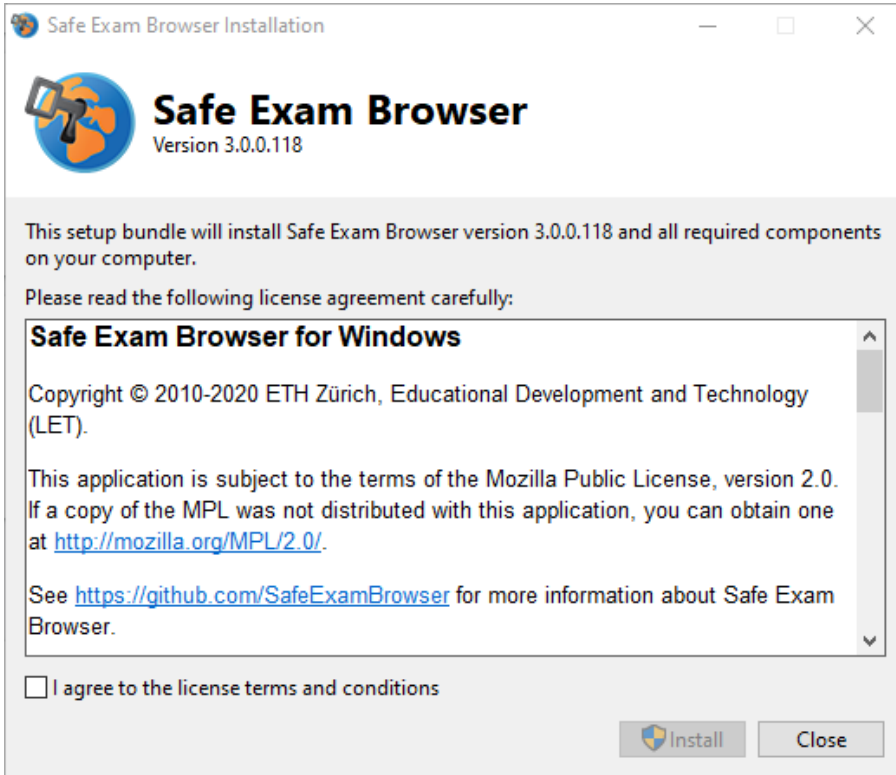 Safe Exam Browser Installation
Safe Exam Browser
Version 3.0.0.118
This setup bundle will install Safe Exam Browser version 3.0.0.118 and all required components
on your computer.
Please read the following license agreement carefully:
Safe Exam Browser for Windows
Copyright © 2010-2020 ETH Zürich, Educational Development and Technology
(LET).
This application is subject to the terms of the Mozilla Public License, version 2.0.
If a copy of the MPL was not distributed with this application, you can obtain one
at http://mozilla.org/MPL/2.0/.
See https://github.com/SafeExamBrowser for more information about Safe Exam
Browser.
I agree to the license terms and conditions
Install
Close